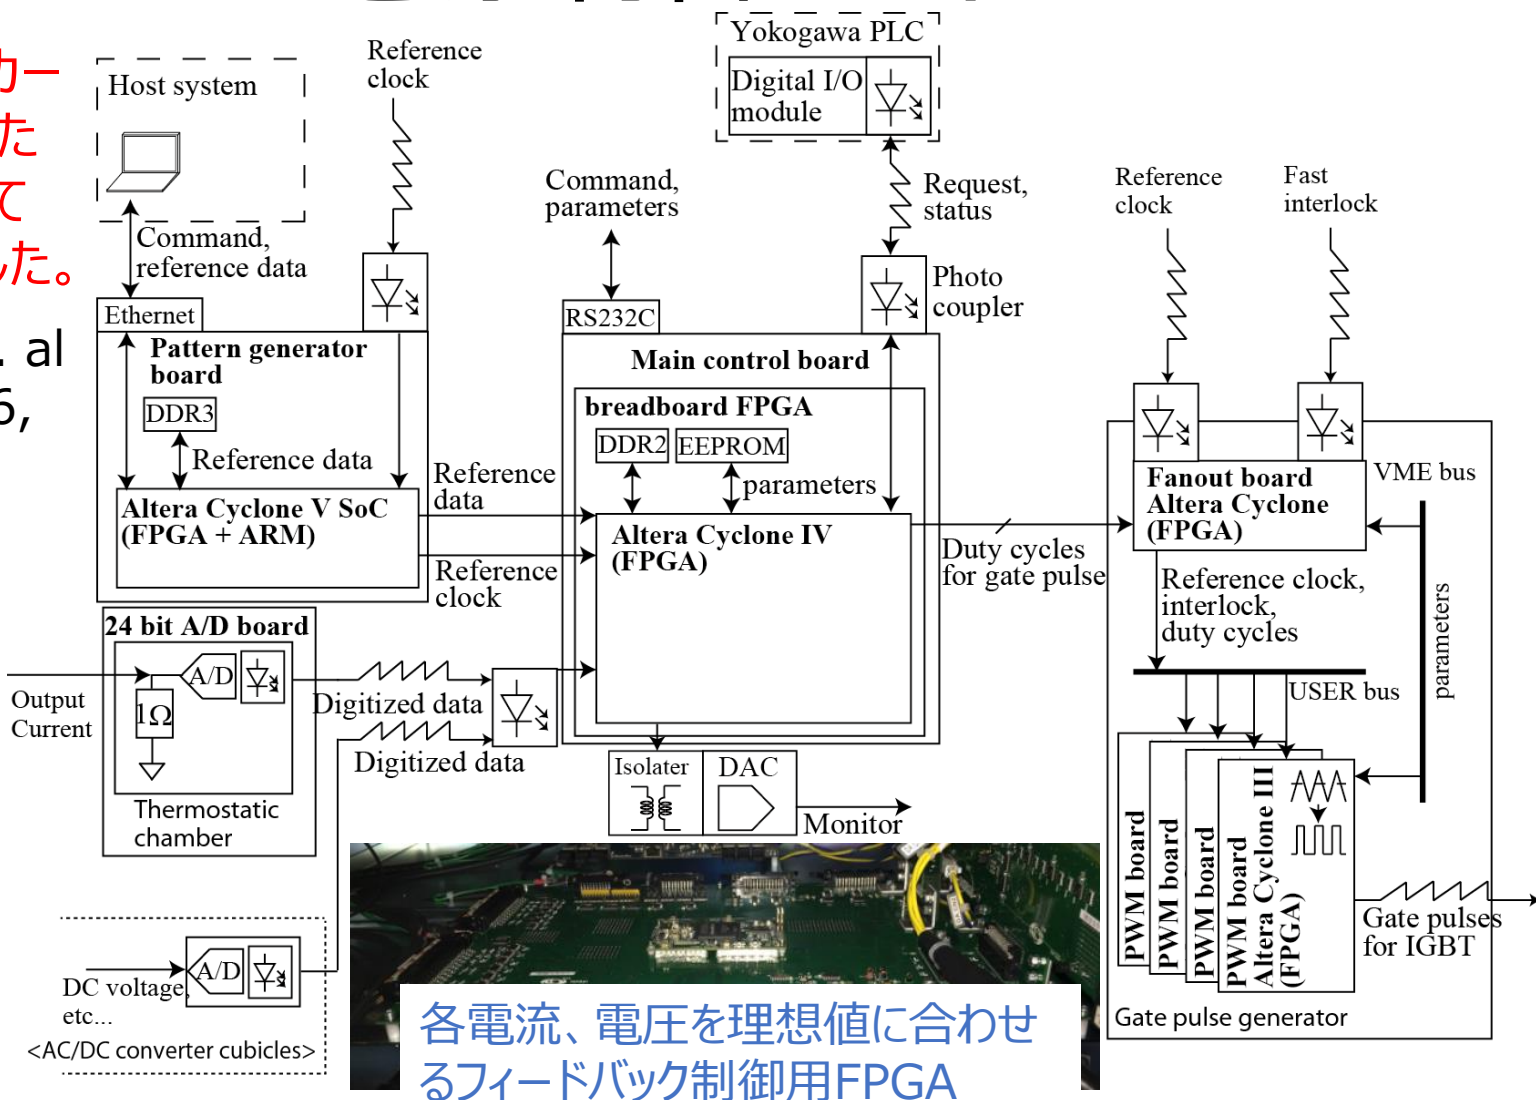 カー
た
て
した。
. al
6,
Host system
Command,
reference data
Reference
clock
Ethernet
Pattern generator
board
DDR3
Reference data
Altera Cyclone V SoC
(FPGA + ARM)
Reference
data
Reference
clock
Command,
parameters
RS232C
Yokogawa PLC
Digital I/O
module
Request,
status
Photo
coupler
Main control board
breadboard FPGA
DDR2
EEPROM
parameters
Altera Cyclone IV
(FPGA)
Duty cycles
for gate pulse
Reference
clock
Fast
interlock
Fanout board
Altera Cyclone
(FPGA)
VME bus
Reference clock,
interlock,
duty cycles
parameters
USER bus
24 bit A/D board
A/D
1Ω
Output
Current
Thermostatic
chamber
Digitized data
Digitized data
Isolater
DAC
Monitor
PWM board
PWM board
PWM board
PWM board
Altera Cyclone III
(FPGA)
Gate pulses
for IGBT
Gate pulse generator
A/D
DC voltage,
etc...
<AC/DC converter cubicles>
各電流、電圧を理想値に合わせ
るフィードバック制御用FPGA